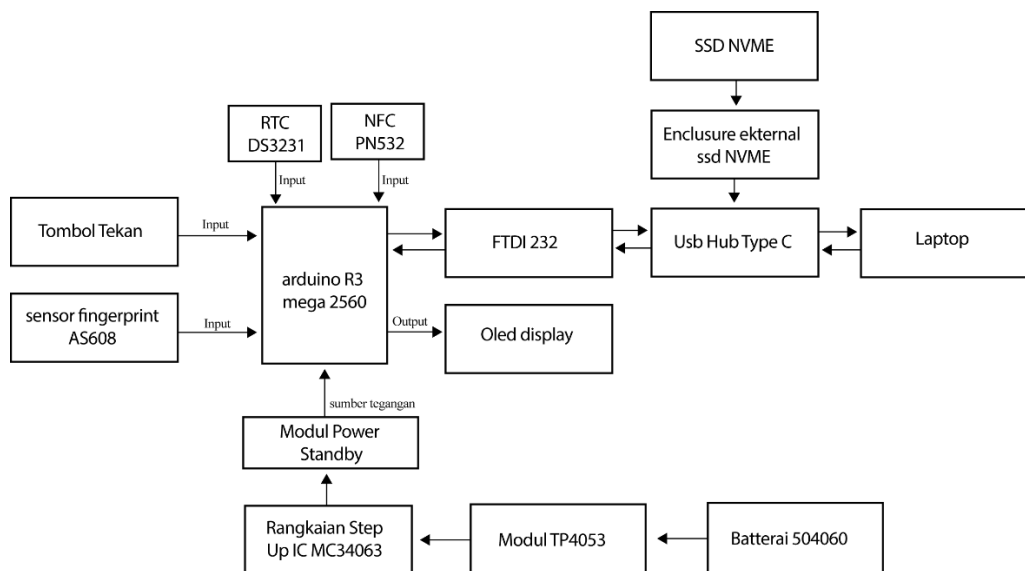 SSD NVME
RTC
DS3231
NFC
PN532
Enclusure ekternal
ssd NVME
Input
Input
Tombol Tekan
Input
arduino R3
mega 2560
FTDI 232
Usb Hub Type C
Laptop
sensor fingerprint
AS608
Input
Output
Oled display
sumber tegangan
Modul Power
Standby
Rangkaian Step
Up IC MC34063
Modul TP4053
Batterai 504060